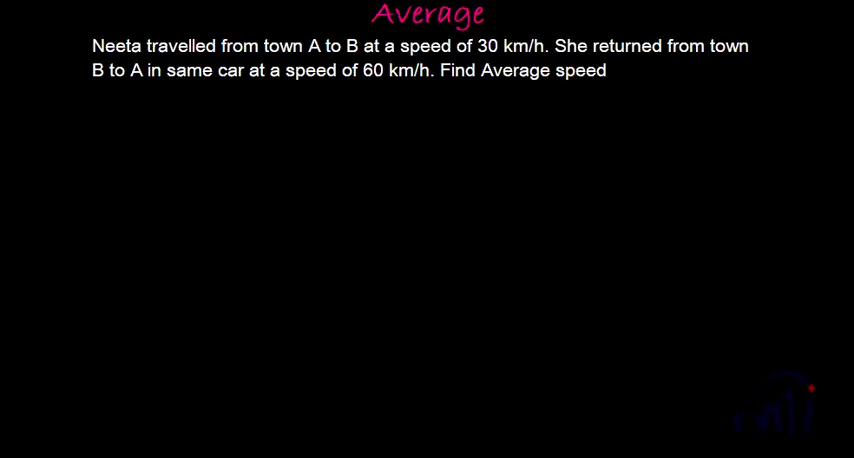 Average
Neeta travelled from town A to B at a speed of 30 km/h. She returned from town
B to A in same car at a speed of 60 km/h. Find Average speed